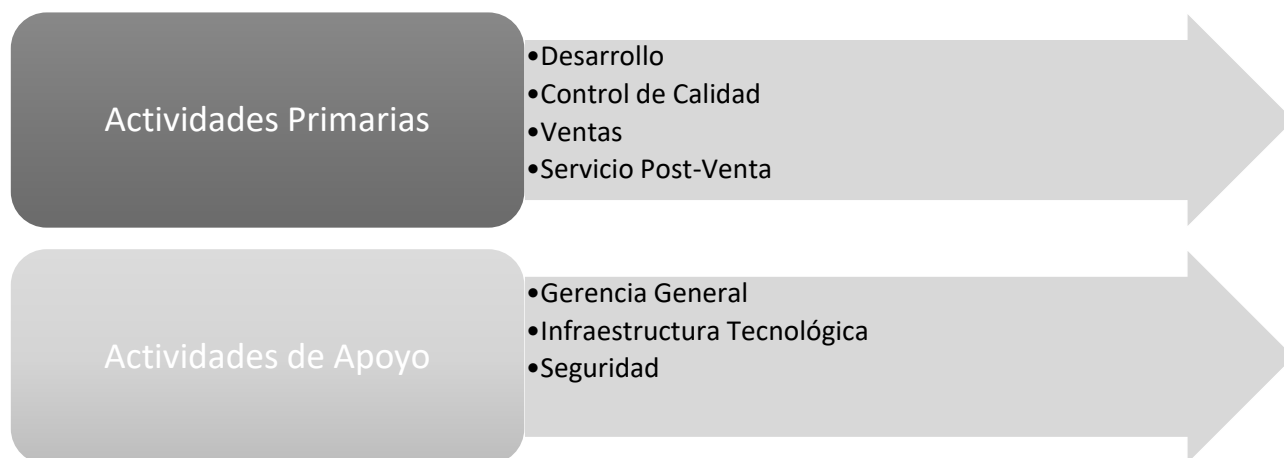 Actividades Primarias
•Desarrollo
•Control de Calidad
•Ventas
•Servicio Post-Venta
Actividades de Apoyo
•Gerencia General
•Infraestructura Tecnológica
•Seguridad